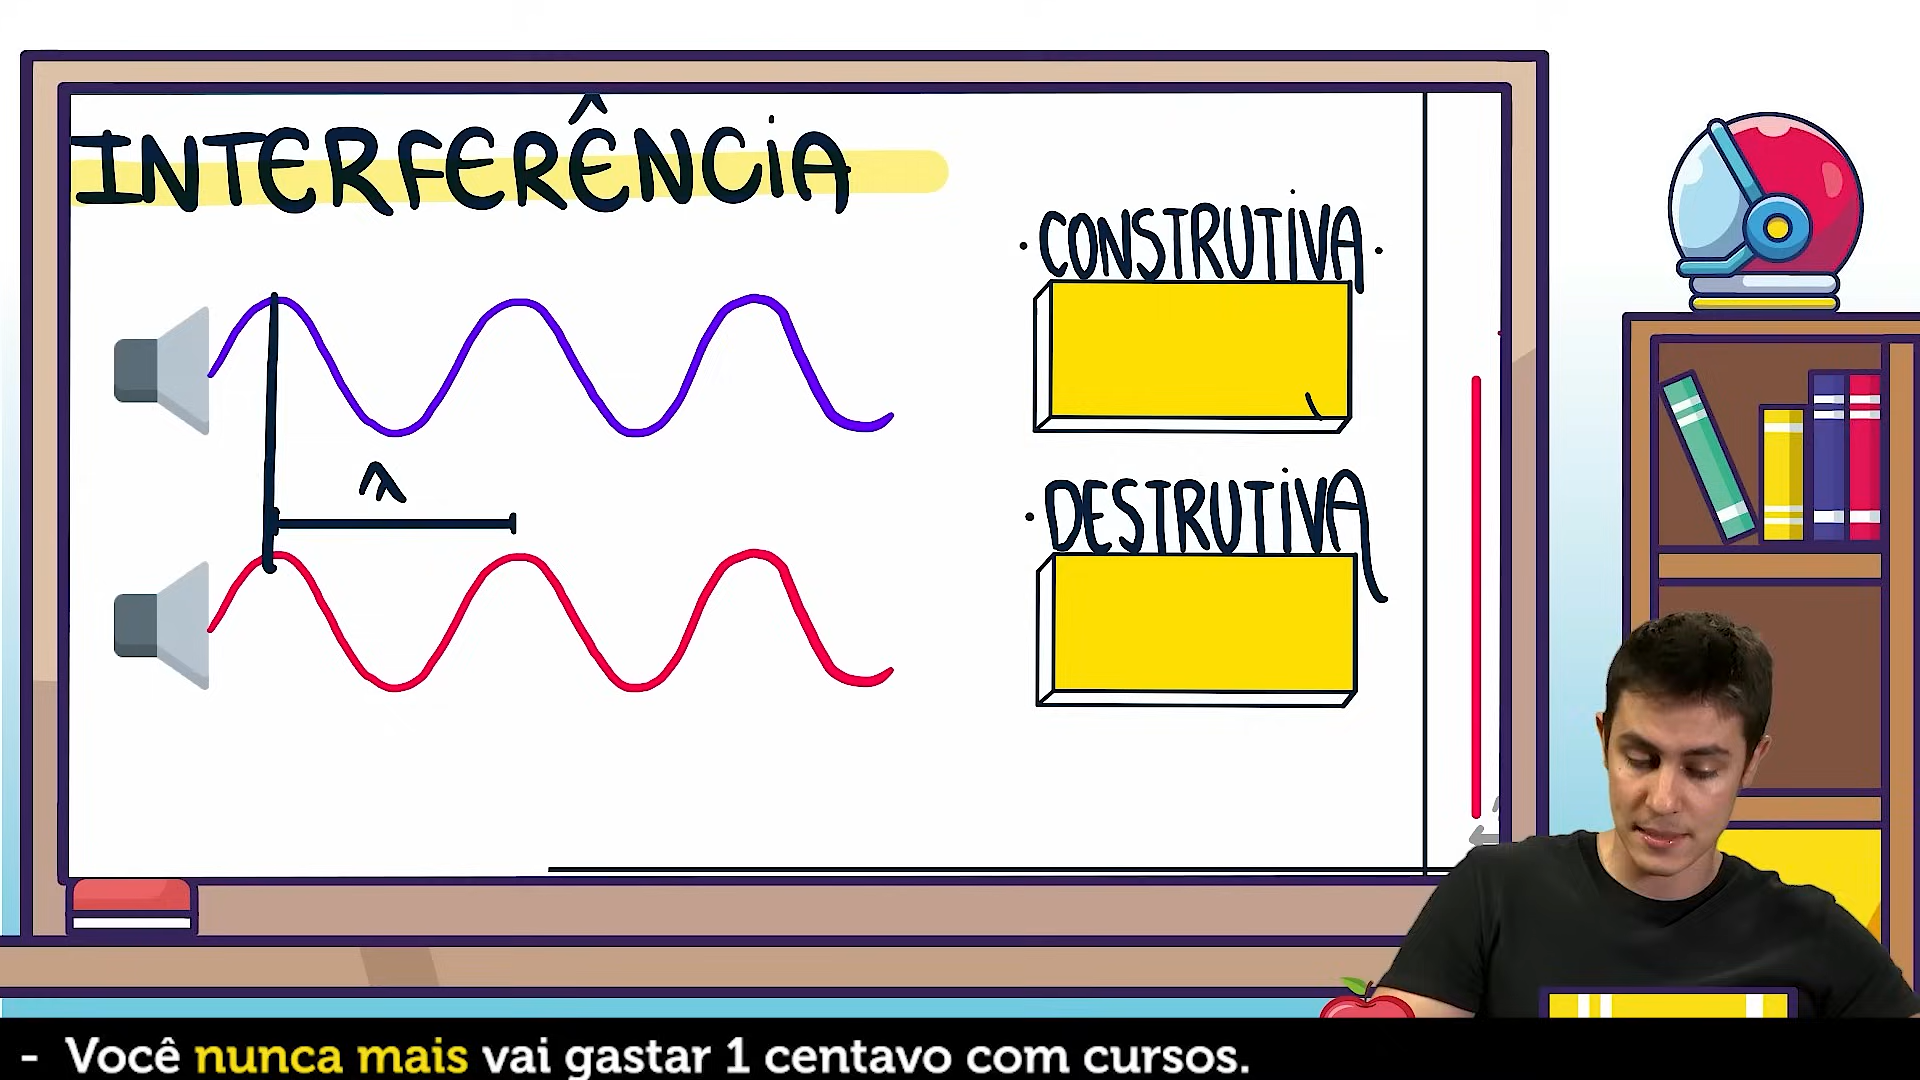 INTERFERÊNCIA
• CONSTRUTIVA •
λ
• DESTRUTIVA
- Você nunca mais vai gastar 1 centavo com cursos.